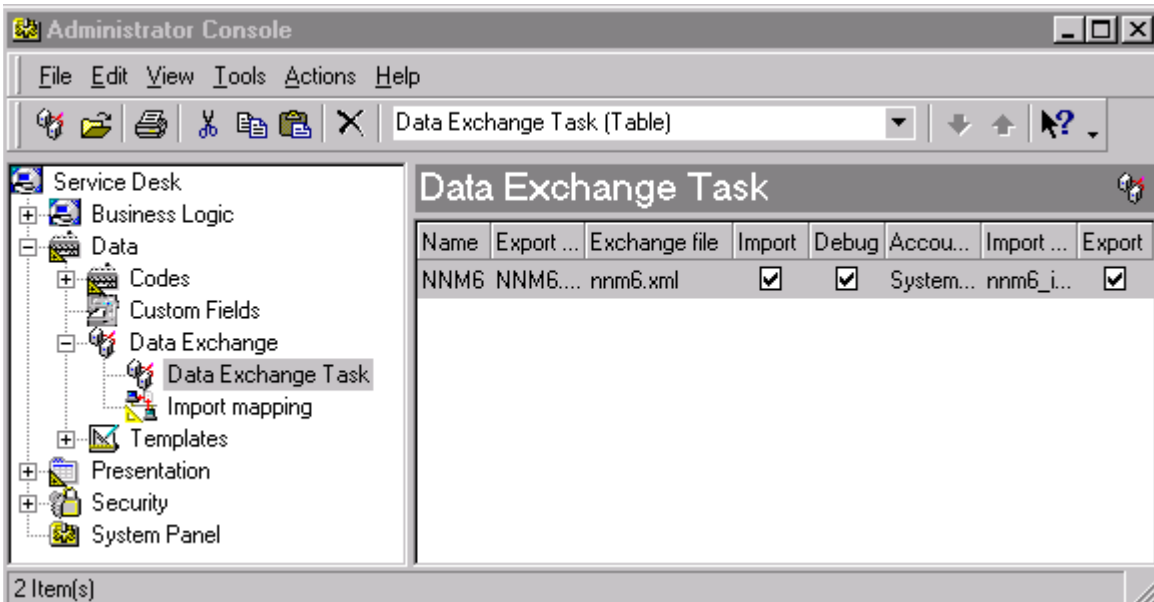 Administrator Console
File Edit View Tools Actions Help
Data Exchange Task (Table)
Service Desk
Business Logic
Data
Codes
Custom Fields
Data Exchange
Data Exchange Task
Import mapping
Templates
Presentation
Security
System Panel
Data Exchange Task
Name Export ... Exchange file Import Debug Accou... Import ... Export
NNM6 NNM6.... nnm6.xml System... nnm6_i...
2 Item(s)